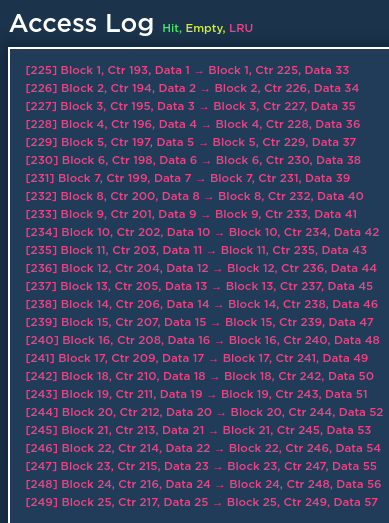 Access Log Hit, Empty, LRU
[225] Block 1, Ctr 193, Data 1 → Block 1, Ctr 225, Data 33
[226] Block 2, Ctr 194, Data 2 → Block 2, Ctr 226, Data 34
[227] Block 3, Ctr 195, Data 3 → Block 3, Ctr 227, Data 35
[228] Block 4, Ctr 196, Data 4 → Block 4, Ctr 228, Data 36
[229] Block 5, Ctr 197, Data 5 → Block 5, Ctr 229, Data 37
[230] Block 6, Ctr 198, Data 6 → Block 6, Ctr 230, Data 38
[231] Block 7, Ctr 199, Data 7 → Block 7, Ctr 231, Data 39
[232] Block 8, Ctr 200, Data 8 → Block 8, Ctr 232, Data 40
[233] Block 9, Ctr 201, Data 9 → Block 9, Ctr 233, Data 41
[234] Block 10, Ctr 202, Data 10 → Block 10, Ctr 234, Data 42
[235] Block 11, Ctr 203, Data 11 → Block 11, Ctr 235, Data 43
[236] Block 12, Ctr 204, Data 12 → Block 12, Ctr 236, Data 44
[237] Block 13, Ctr 205, Data 13 → Block 13, Ctr 237, Data 45
[238] Block 14, Ctr 206, Data 14 → Block 14, Ctr 238, Data 46
[239] Block 15, Ctr 207, Data 15 → Block 15, Ctr 239, Data 47
[240] Block 16, Ctr 208, Data 16 → Block 16, Ctr 240, Data 48
[241] Block 17, Ctr 209, Data 17 → Block 17, Ctr 241, Data 49
[242] Block 18, Ctr 210, Data 18 → Block 18, Ctr 242, Data 50
[243] Block 19, Ctr 211, Data 19 → Block 19, Ctr 243, Data 51
[244] Block 20, Ctr 212, Data 20 → Block 20, Ctr 244, Data 52
[245] Block 21, Ctr 213, Data 21 → Block 21, Ctr 245, Data 53
[246] Block 22, Ctr 214, Data 22 → Block 22, Ctr 246, Data 54
[247] Block 23, Ctr 215, Data 23 → Block 23, Ctr 247, Data 55
[248] Block 24, Ctr 216, Data 24 → Block 24, Ctr 248, Data 56
[249] Block 25, Ctr 217, Data 25 → Block 25, Ctr 249, Data 57